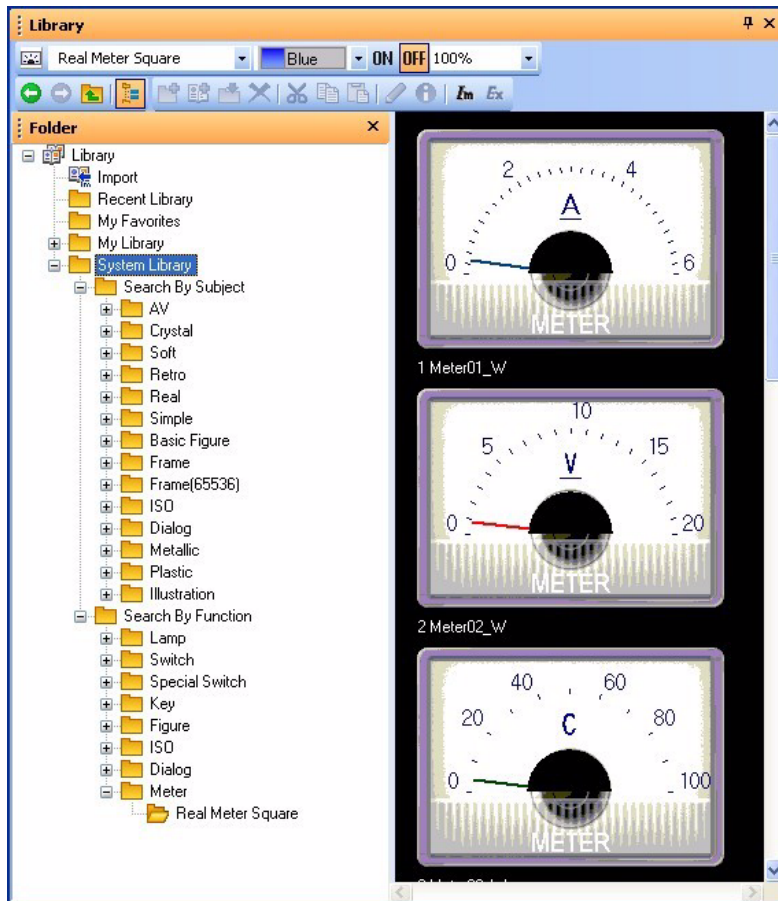 Library
Real Meter Square Blue ON OFF 100%
Im Ex
Folder
Library
Import
Recent Library
My Favorites
My Library
System Library
Search By Subject
AV
Crystal
Soft
Retro
Real
Simple
Basic Figure
Frame
Frame(65536)
ISO
Dialog
Metallic
Plastic
Illustration
Search By Function
Lamp
Switch
Special Switch
Key
Figure
ISO
Dialog
Meter
Real Meter Square
2 4
A
0 6
METER
1 Meter01_W
10
5 15
V
0 20
METER
2 Meter02_W
40 60
20 80
C
0 100
METER